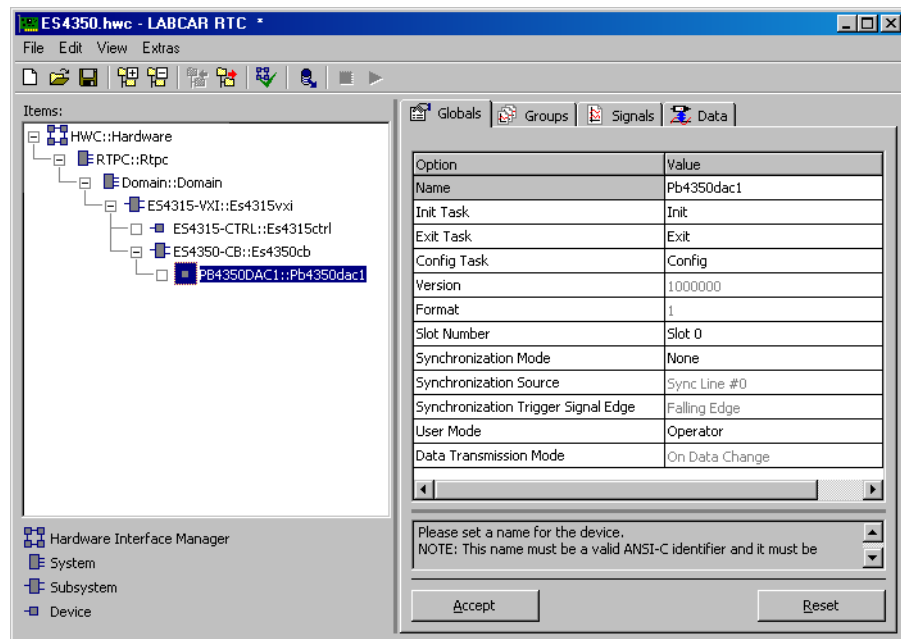 ES4350.hwc - LABCAR RTC *
File Edit View Extras
Items:
HWC::Hardware
RTPC::Rtpc
Domain::Domain
ES4315-VXI::Es4315vxi
ES4315-CTRL::Es4315ctrl
ES4350-CB::Es4350cb
PB4350DAC1::Pb4350dac1
Hardware Interface Manager
System
Subsystem
Device
Globals Groups Signals Data
Option Value
Name Pb4350dac1
Init Task Init
Exit Task Exit
Config Task Config
Version 1000000
Format 1
Slot Number Slot 0
Synchronization Mode None
Synchronization Source Sync Line #0
Synchronization Trigger Signal Edge Falling Edge
User Mode Operator
Data Transmission Mode On Data Change
Please set a name for the device.
NOTE: This name must be a valid ANSI-C identifier and it must be
Accept Reset